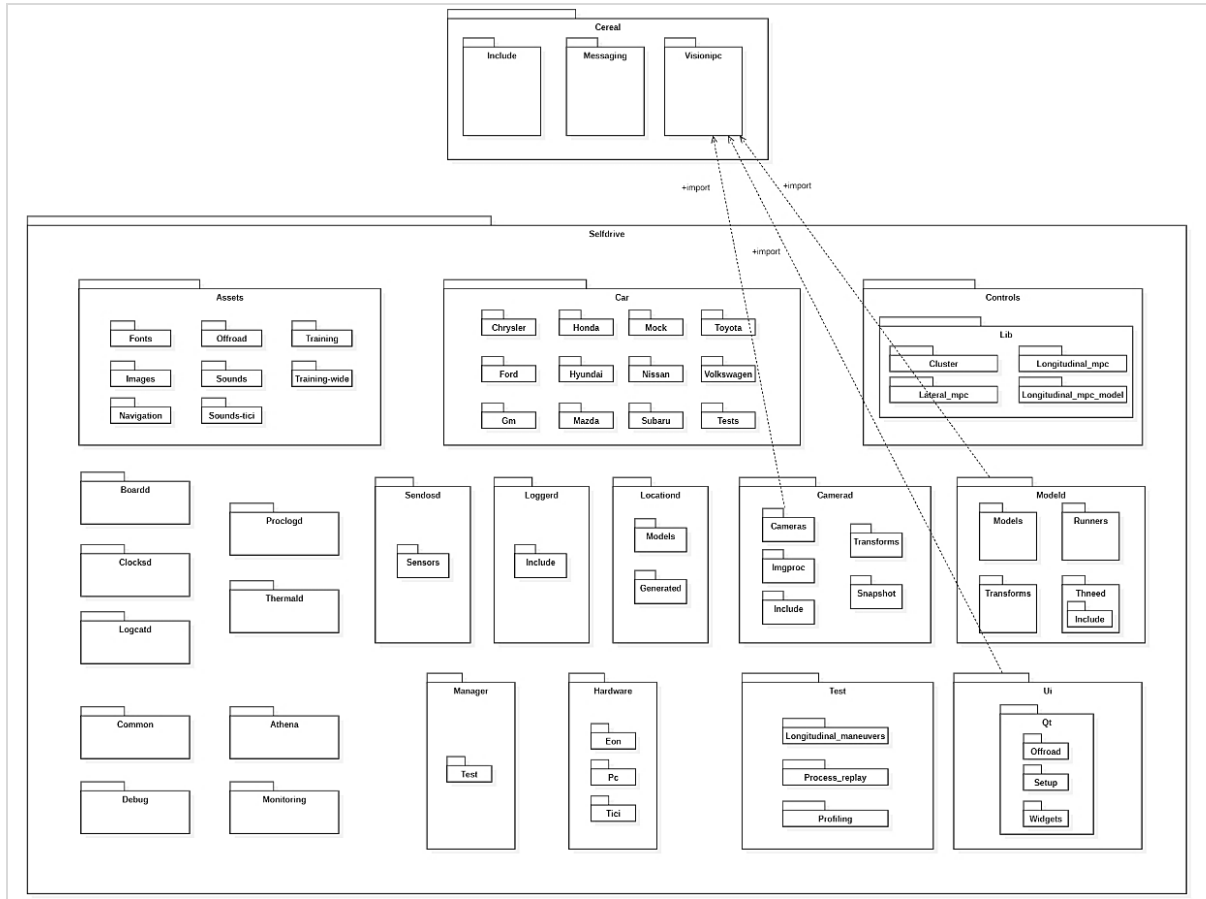 Cereal
Include
Messaging
Visionipc
+import
+import
+import
Selfdrive
Assets
Fonts
Offroad
Training
Images
Sounds
Training-wide
Navigation
Sounds-tici
Car
Chrysler
Honda
Mock
Toyota
Ford
Hyundai
Nissan
Volkswagen
Gm
Mazda
Subaru
Tests
Controls
Lib
Cluster
Longitudinal_mpc
Lateral_mpc
Longitudinal_mpc_model
Boardd
Proclogd
Clocksd
Thermald
Logcatd
Sendosd
Sensors
Loggerd
Include
Locationd
Models
Generated
Camerad
Cameras
Transforms
Imgproc
Snapshot
Include
Modeld
Models
Runners
Transforms
Thneed
Include
Common
Athena
Debug
Monitoring
Manager
Test
Hardware
Eon
Pc
Tici
Test
Longitudinal_maneuvers
Process_replay
Profiling
Ui
Qt
Offroad
Setup
Widgets